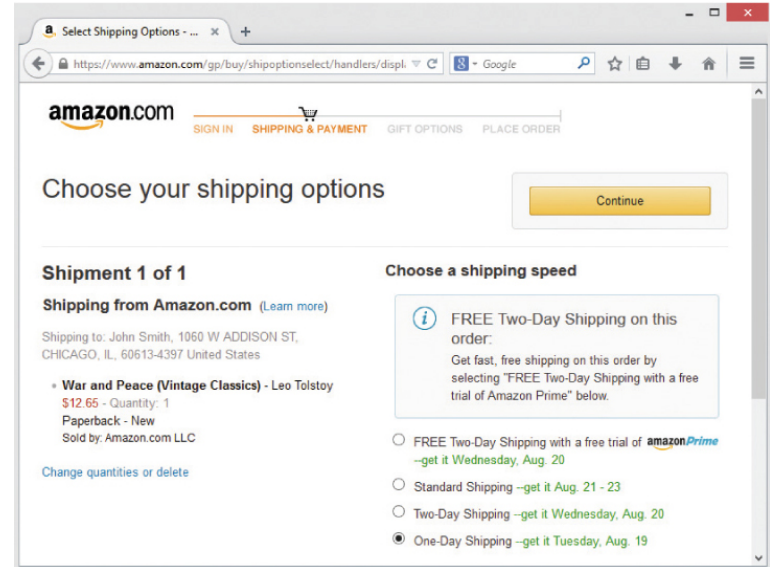 Select Shipping Options - ...
https://www.amazon.com/gp/buy/shipoptionselect/handlers/displ
Google
amazon.com
SIGN IN SHIPPING & PAYMENT GIFT OPTIONS PLACE ORDER
Choose your shipping options
Continue
Shipment 1 of 1
Shipping from Amazon.com (Learn more)
Shipping to: John Smith, 1060 W ADDISON ST,
CHICAGO, IL, 60613-4397 United States
War and Peace (Vintage Classics) - Leo Tolstoy
$12.65 - Quantity: 1
Paperback - New
Sold by: Amazon.com LLC
Change quantities or delete
Choose a shipping speed
FREE Two-Day Shipping on this
order:
Get fast, free shipping on this order by
selecting "FREE Two-Day Shipping with a free
trial of Amazon Prime" below.
FREE Two-Day Shipping with a free trial of amazonPrime
--get it Wednesday, Aug. 20
Standard Shipping --get it Aug. 21 - 23
Two-Day Shipping --get it Wednesday, Aug. 20
One-Day Shipping --get it Tuesday, Aug. 19